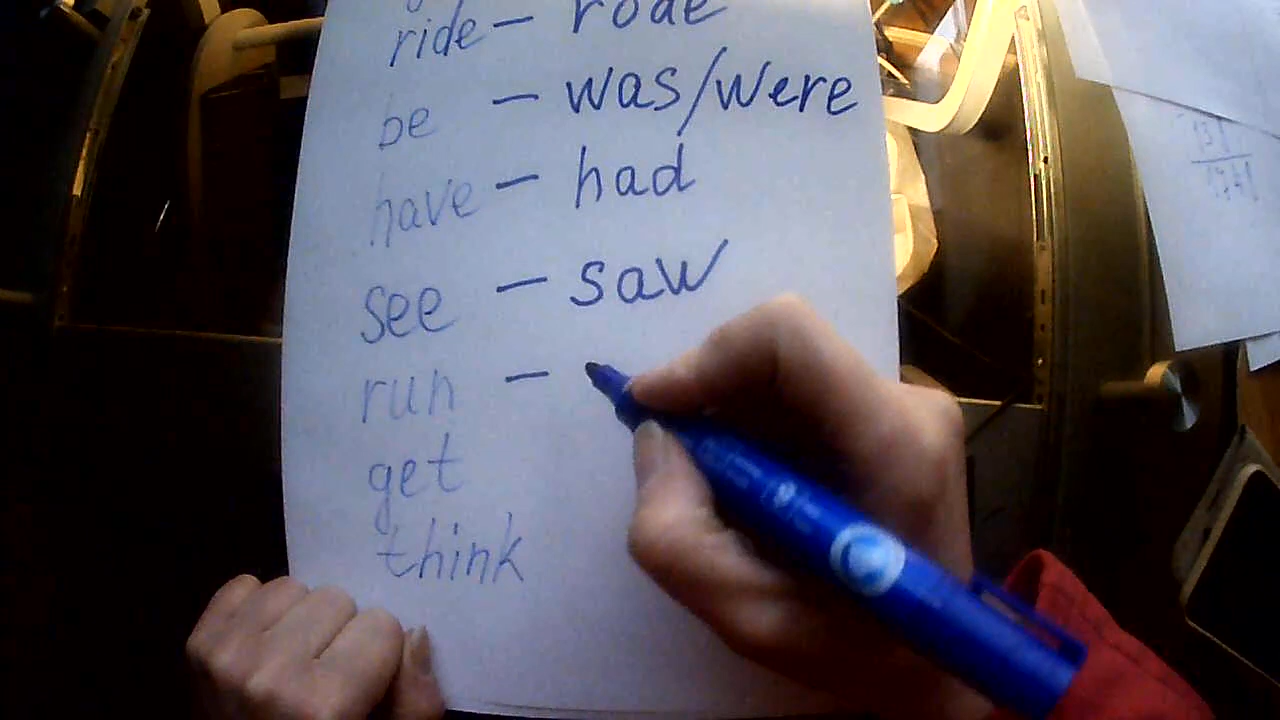 ride – rode
be – was/were
have – had
see – saw
run –
get
think